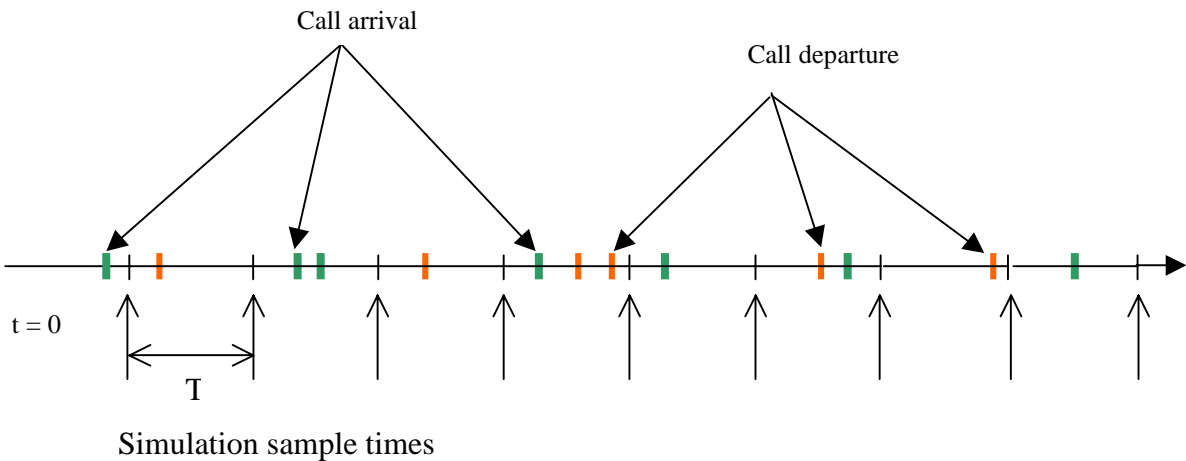 Call arrival
Call departure
t = 0
T
Simulation sample times